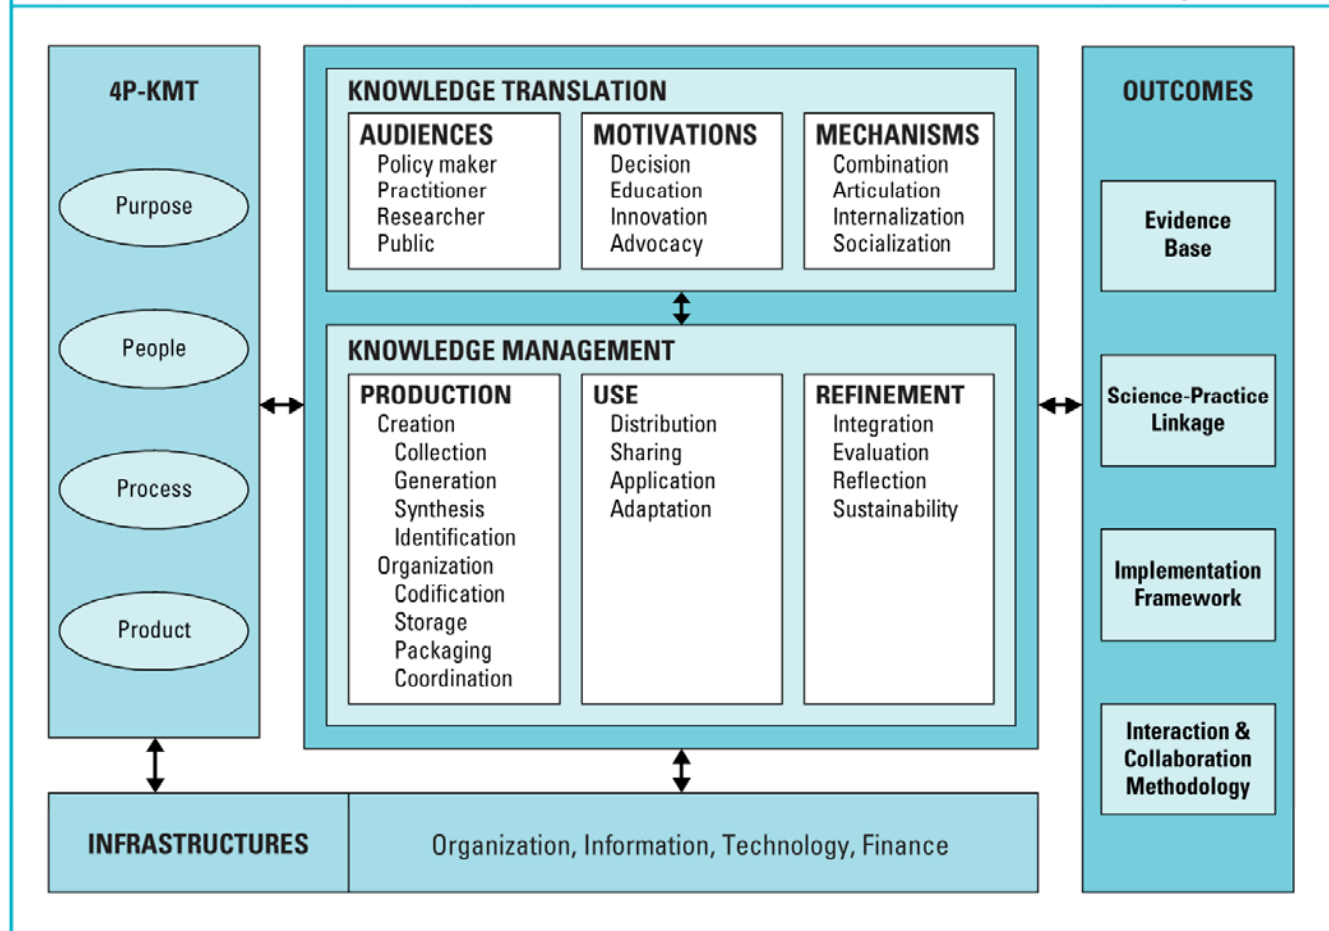 4P-KMT
Purpose
People
Process
Product
KNOWLEDGE TRANSLATION
AUDIENCES
Policy maker
Practitioner
Researcher
Public
MOTIVATIONS
Decision
Education
Innovation
Advocacy
MECHANISMS
Combination
Articulation
Internalization
Socialization
KNOWLEDGE MANAGEMENT
PRODUCTION
Creation
Collection
Generation
Synthesis
Identification
Organization
Codification
Storage
Packaging
Coordination
USE
Distribution
Sharing
Application
Adaptation
REFINEMENT
Integration
Evaluation
Reflection
Sustainability
OUTCOMES
Evidence
Base
Science-Practice
Linkage
Implementation
Framework
Interaction &
Collaboration
Methodology
INFRASTRUCTURES
Organization, Information, Technology, Finance